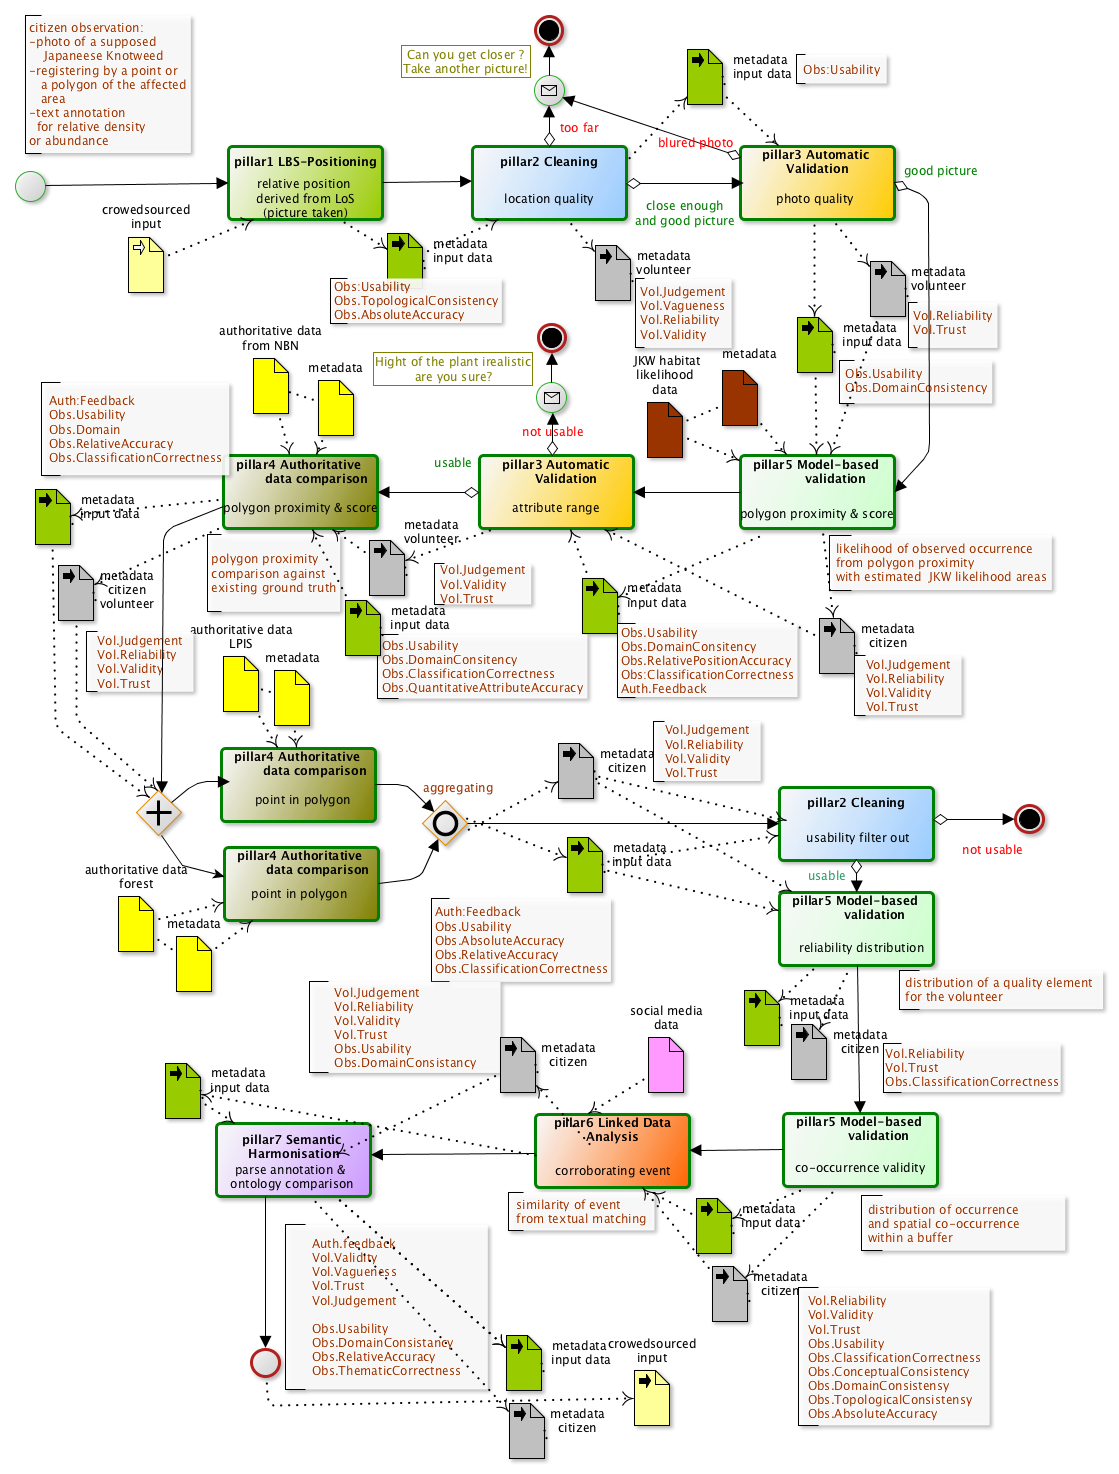 citizen observation:
-photo of a supposed
Japaneese Knotweed
-registering by a point or
a polygon of the affected
area
-text annotation
for relative density
or abundance
Can you get closer ?
Take another picture!
too far
blured photo
metadata
input data
Obs:Usability
pillar1 LBS-Positioning
relative position
derived from LoS
(picture taken)
pillar2 Cleaning
location quality
close enough
and good picture
pillar3 Automatic
Validation
photo quality
good picture
crowedsourced
input
metadata
input data
Obs:Usability
Obs.TopologicalConsistency
Obs.AbsoluteAccuracy
metadata
volunteer
Vol.Judgement
Vol.Vagueness
Vol.Reliability
Vol.Validity
metadata
volunteer
Vol.Reliability
Vol.Trust
metadata
input data
Obs.Usability
Obs.DomainConsistency
authoritative data
from NBN
metadata
Hight of the plant irealistic
are you sure?
not usable
JKW habitat
likelihood
data
metadata
Auth:Feedback
Obs.Usability
Obs.Domain
Obs.RelativeAccuracy
Obs.ClassificationCorrectness
pillar4 Authoritative
data comparison
polygon proximity & score
usable
pillar3 Automatic
Validation
attribute range
pillar5 Model-based
validation
polygon proximity & score
metadata
input data
metadata
citizen
volunteer
Vol.Judgement
Vol.Reliability
Vol.Validity
Vol.Trust
polygon proximity
comparison against
existing ground truth
metadata
volunteer
Vol.Judgement
Vol.Validity
Vol.Trust
metadata
input data
Obs.Usability
Obs.DomainConsitency
Obs.ClassificationCorrect
Obs.QuantitativeAttributeAccuracy
metadata
input data
Obs.Usability
Obs.DomainConsitency
Obs.RelativePositionAccuracy
Obs:ClassificationCorrectness
Auth.Feedback
likelihood of observed occurrence
from polygon proximity
with estimated JKW likelihood areas
metadata
citizen
Vol.Judgement
Vol.Reliability
Vol.Validity
Vol.Trust
authoritative data
LPIS
metadata
pillar4 Authoritative
data comparison
point in polygon
aggregating
metadata
citizen
Vol.Judgement
Vol.Reliability
Vol.Validity
Vol.Trust
pillar2 Cleaning
usability filter out
not usable
usable
metadata
input data
authoritative data
forest
metadata
pillar4 Authoritative
data comparison
point in polygon
Auth:Feedback
Obs.Usability
Obs.AbsoluteAccuracy
Obs.RelativeAccuracy
Obs.ClassificationCorrectness
pillar5 Model-based
validation
reliability distribution
distribution of a quality element
for the volunteer
metadata
input data
metadata
citizen
Vol.Reliability
Vol.Trust
Obs.ClassificationCorrectness
Vol.Judgement
Vol.Reliability
Vol.Validity
Vol.Trust
Obs.Usability
Obs.DomainConsistancy
metadata
citizen
social media
data
metadata
input data
pillar7 Semantic
Harmonisation
parse annotation &
ontology comparison
pillar6 Linked Data
Analysis
corroborating event
pillar5 Model-based
validation
co-occurrence validity
similarity of event
from textual matching
metadata
input data
distribution of occurrence
and spatial co-occurrence
within a buffer
metadata
citizen
Vol.Reliability
Vol.Validity
Vol.Trust
Obs.Usability
Obs.ClassificationCorrectness
Obs.ConceptualConsistency
Obs.DomainConsistensy
Obs.TopologicalConsistensy
Obs.AbsoluteAccuracy
Auth.feedback
Vol.Validity
Vol.Vagueness
Vol.Trust
Vol.Judgement
Obs.Usability
Obs.DomainConsistancy
Obs.RelativeAccuracy
Obs.ThematicCorrectness
metadata
input data
crowedsourced
input
metadata
citizen